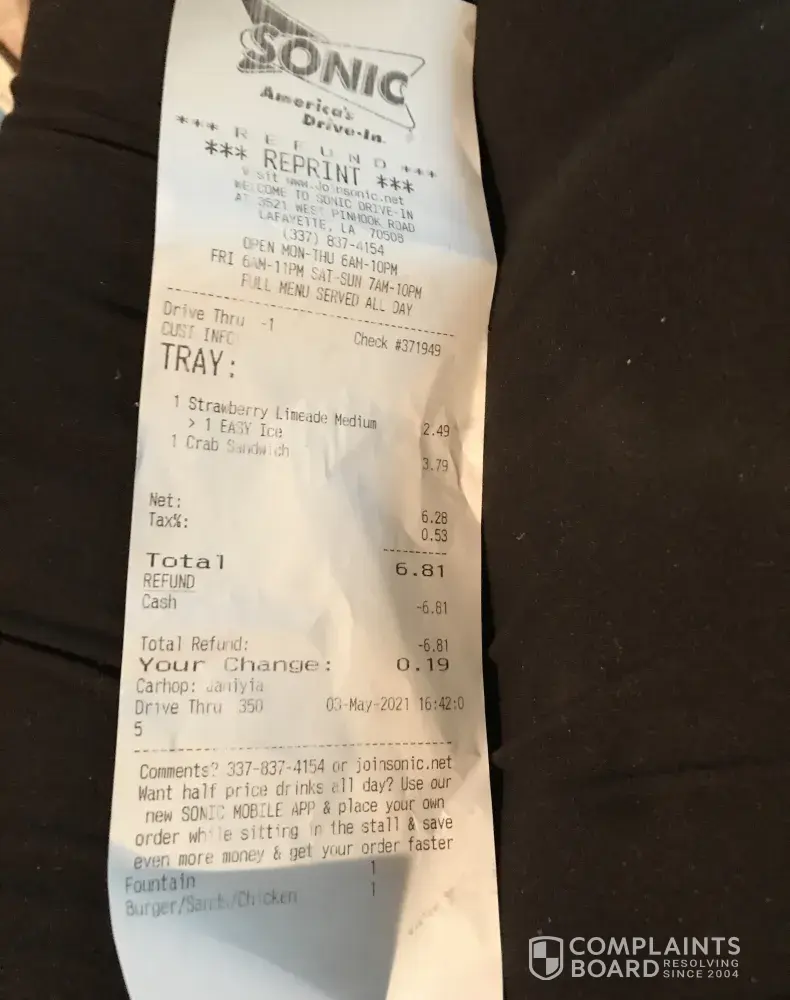 SONIC
America's
Drive-In.
*** R E F U N D ***
*** REPRINT ***
Visit www.joinsonic.net
WELCOME TO SONIC DRIVE-IN
AT 3521 WEST PINHOOK ROAD
LAFAYETTE, LA 70508
(337) 837-4154
OPEN MON-THU 6AM-10PM
FRI 6AM-11PM SAT-SUN 7AM-10PM
FULL MENU SERVED ALL DAY
Drive Thru -1 Check #371949
CUST INFO
TRAY:
1 Strawberry Limeade Medium 2.49
> 1 EASY Ice
1 Crab Sandwich 3.79
Net: 6.28
Tax%: 0.53
Total 6.81
REFUND
Cash -6.81
Total Refund: -6.81
Your Change: 0.19
Carhop: Janiyia
Drive Thru 350 03-May-2021 16:42:0
5
Comments? 337-837-4154 or joinsonic.net
Want half price drinks all day? Use our
new SONIC MOBILE APP & place your own
order while sitting in the stall & save
even more money & get your order faster
Fountain 1
Burger/Sands/Chicken 1
COMPLAINTS
BOARD RESOLVING
SINCE 2004